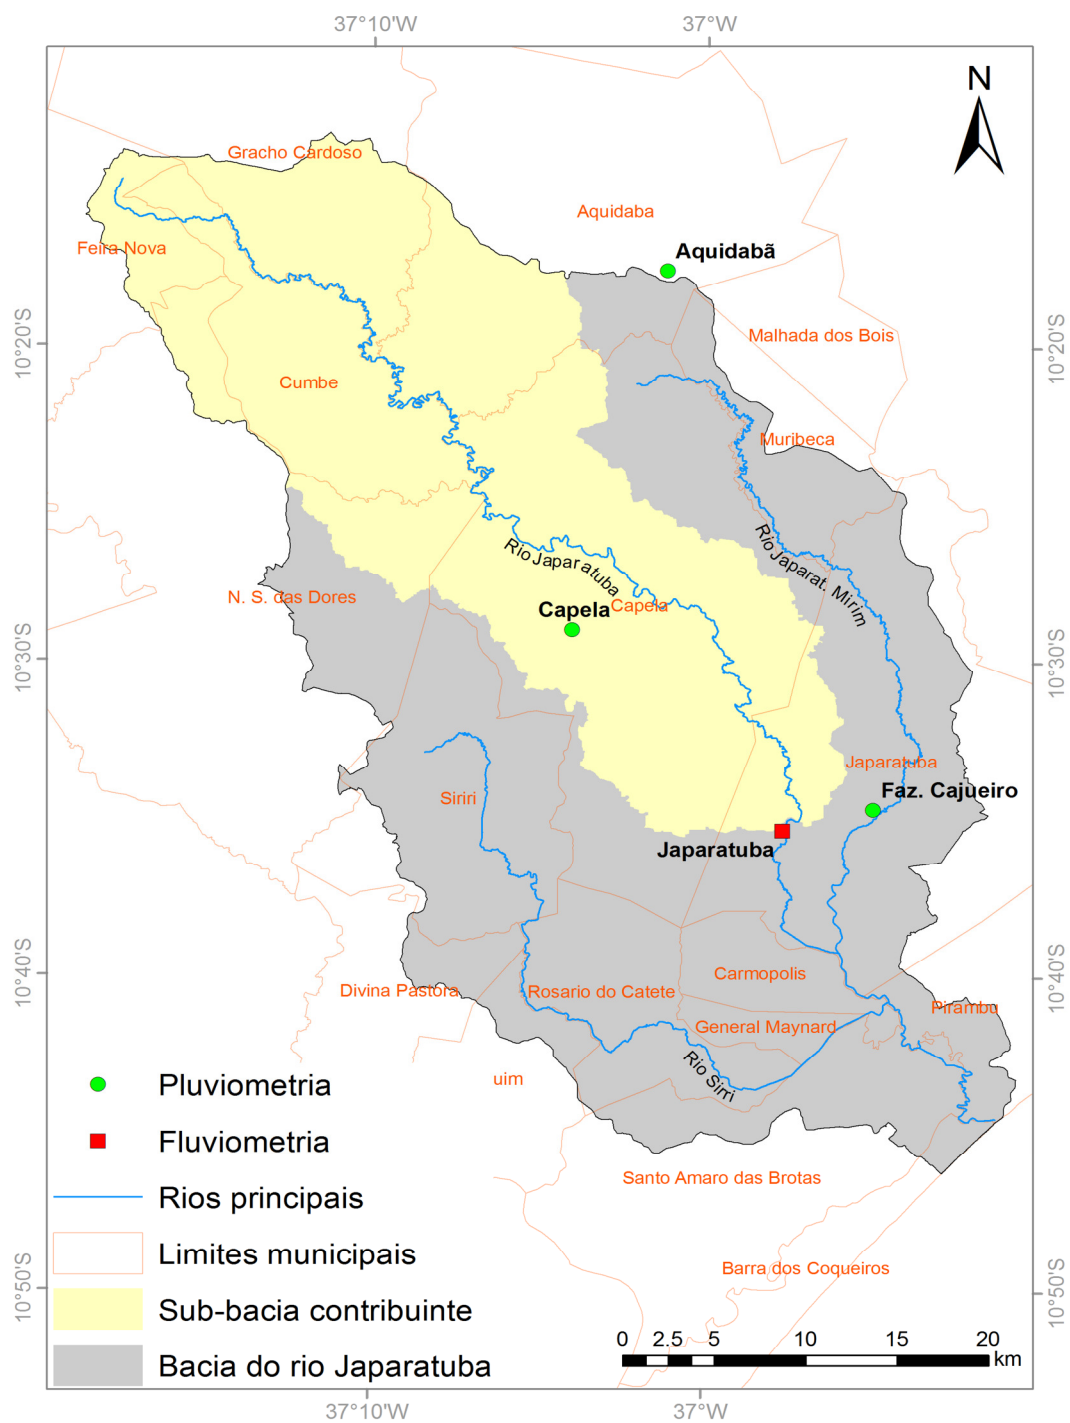 37°10'W
37°W
N
Gracho Cardoso
Aquidaba
Feira Nova
Aquidabã
10°20'S
10°20'S
Malhada dos Bois
Cumbe
Muribeca
Rio Japaratuba
Rio Japarat. Mirim
N. S. das Dores
Capela
Capela
10°30'S
10°30'S
Japaratuba
Siriri
Faz. Cajueiro
Japaratuba
10°40'S
10°40'S
Carmopolis
Divina Pastora
Rosario do Catete
Pirambu
General Maynard
Rio Sirri
uim
Pluviometria
Fluviometria
Santo Amaro das Brotas
Rios principais
Limites municipais
Barra dos Coqueiros
10°50'S
10°50'S
Sub-bacia contribuinte
0 2.5 5 10 15 20
km
Bacia do rio Japaratuba
37°10'W
37°W